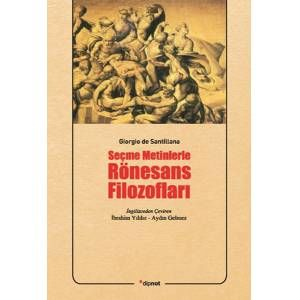 Giorgio de Santillana
Seçme Metinlerle
Rönesans
Filozofları
İngilizceden Çeviren
İbrahim Yıldız - Aydın Gelmez
dipnot